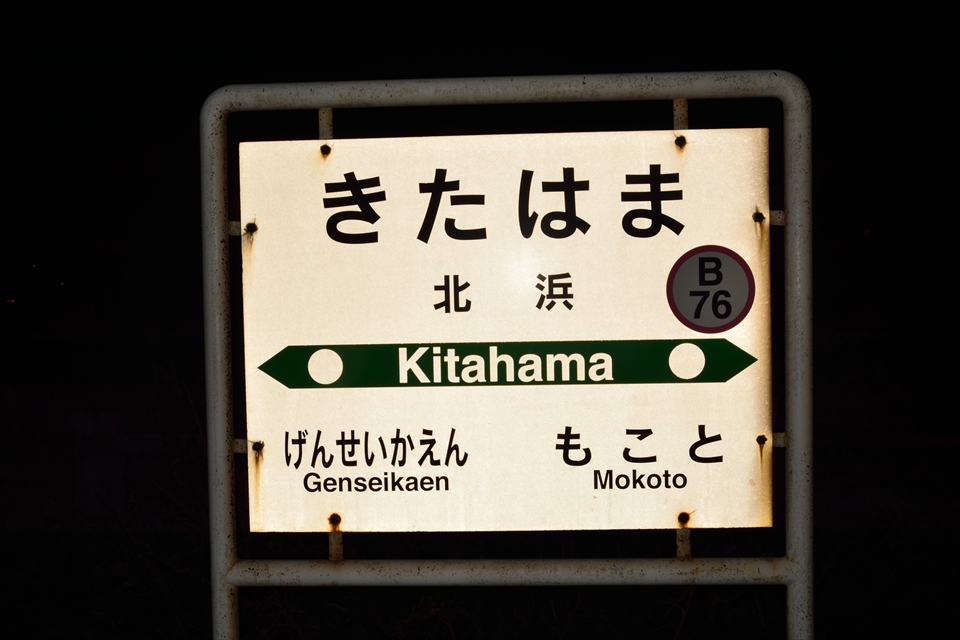 きたはま
北浜
B
76
Kitahama
げんせいかえん
Genseikaen
もこと
Mokoto